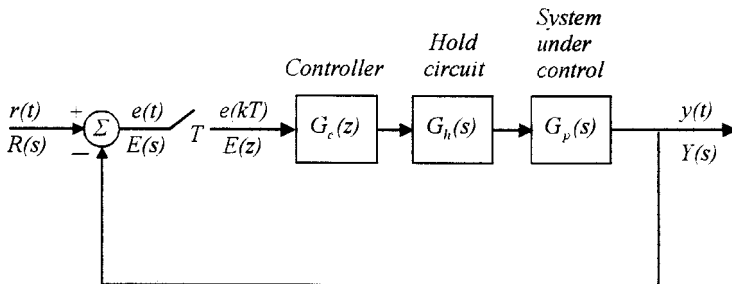 System
Hold under
Controller circuit control
r(t) + e(t) e(kT) y(t)
Σ T G_c(z) G_h(s) G_p(s)
R(s) − E(s) E(z) Y(s)